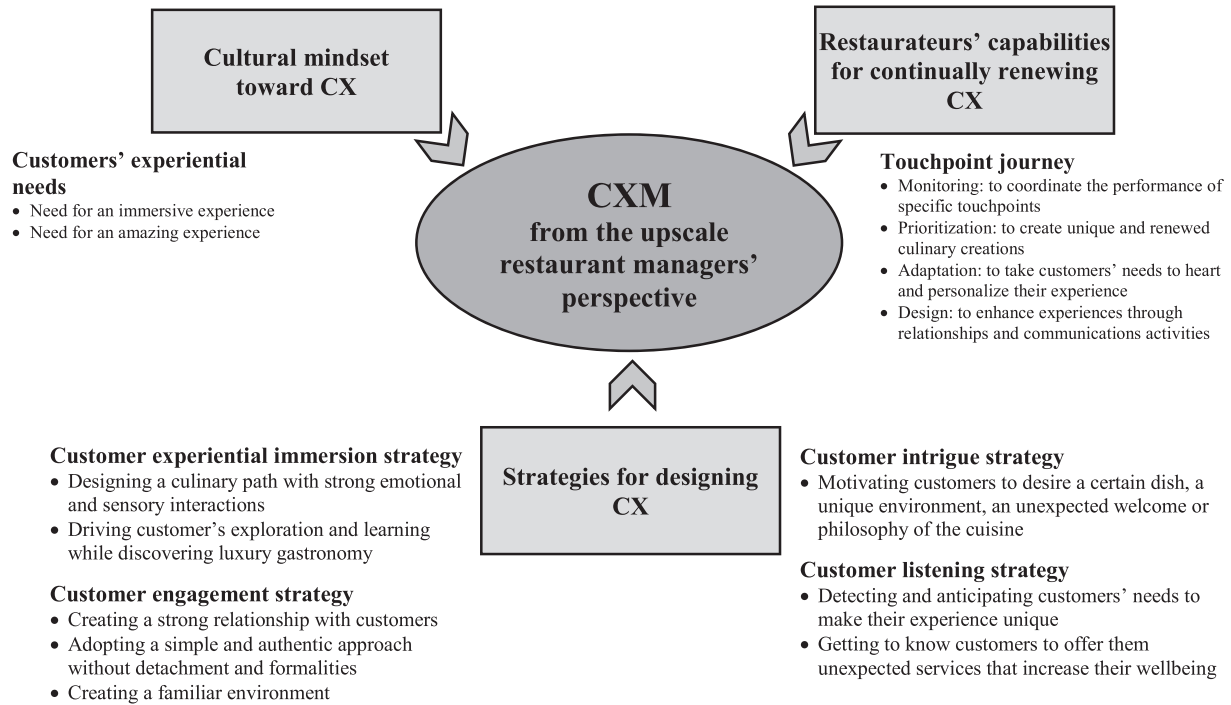 Cultural mindset
toward CX
Restaurateurs’ capabilities
for continually renewing
CX
Customers’ experiential
needs
• Need for an immersive experience
• Need for an amazing experience
CXM
from the upscale
restaurant managers’
perspective
Touchpoint journey
• Monitoring: to coordinate the performance of
specific touchpoints
• Prioritization: to create unique and renewed
culinary creations
• Adaptation: to take customers’ needs to heart
and personalize their experience
• Design: to enhance experiences through
relationships and communications activities
Customer experiential immersion strategy
• Designing a culinary path with strong emotional
and sensory interactions
• Driving customer’s exploration and learning
while discovering luxury gastronomy
Customer engagement strategy
• Creating a strong relationship with customers
• Adopting a simple and authentic approach
without detachment and formalities
• Creating a familiar environment
Strategies for designing
CX
Customer intrigue strategy
• Motivating customers to desire a certain dish, a
unique environment, an unexpected welcome or
philosophy of the cuisine
Customer listening strategy
• Detecting and anticipating customers’ needs to
make their experience unique
• Getting to know customers to offer them
unexpected services that increase their wellbeing